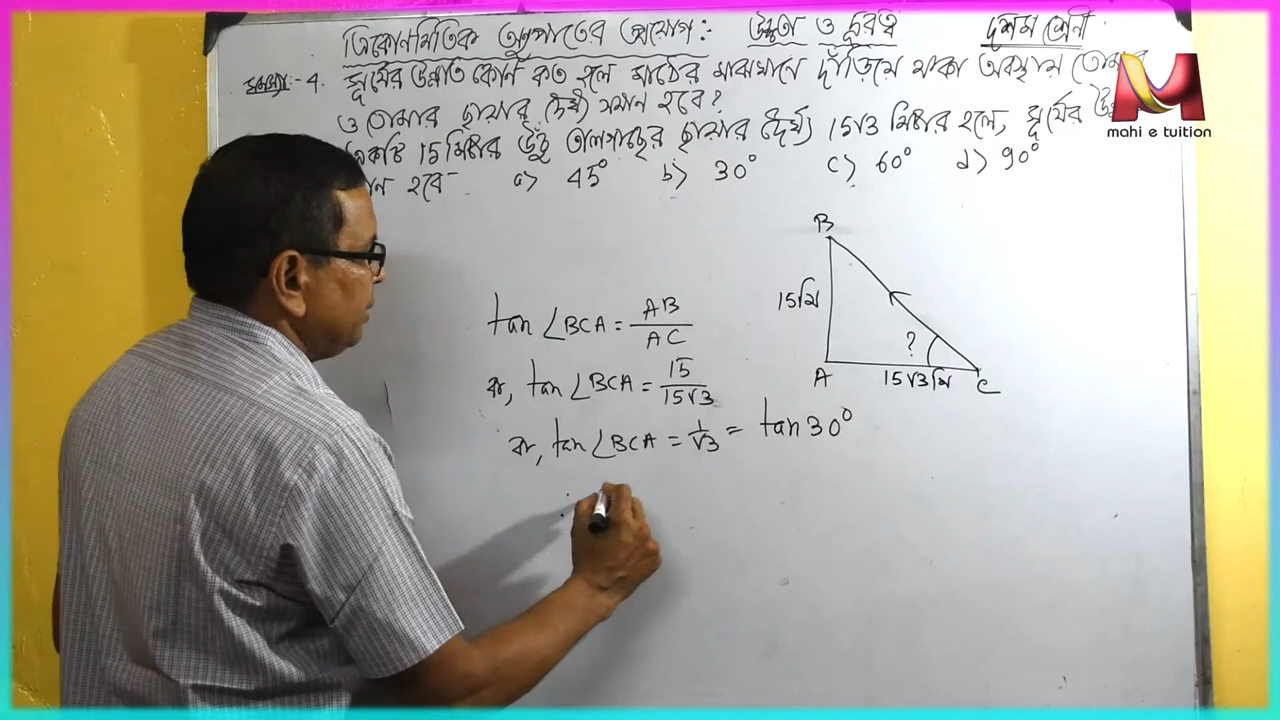 ত্রিকোণমিতিক অনুপাতের প্রয়োগ:- উচ্চতা ও দূরত্ব দশম শ্রেণী
সমস্যা:- 4. সূর্যের উন্নতি কোণ কত হলে মাঠের মাঝখানে দাঁড়িয়ে থাকা অবস্থায়
ও তোমার ছায়ার দৈর্ঘ্য সমান হবে?
15 মিটার উঁচু তালগাছের ছায়ার দৈর্ঘ্য 15√3 মিটার হলে, সূর্যের
হবে- a) 45° b) 30° c) 60° d) 90°
mahi e tuition
B
15মি
?
A 15√3মি C
tan ∠BCA = AB/AC
বা, tan ∠BCA = 15/15√3
বা, tan ∠BCA = 1/√3 = tan 30°